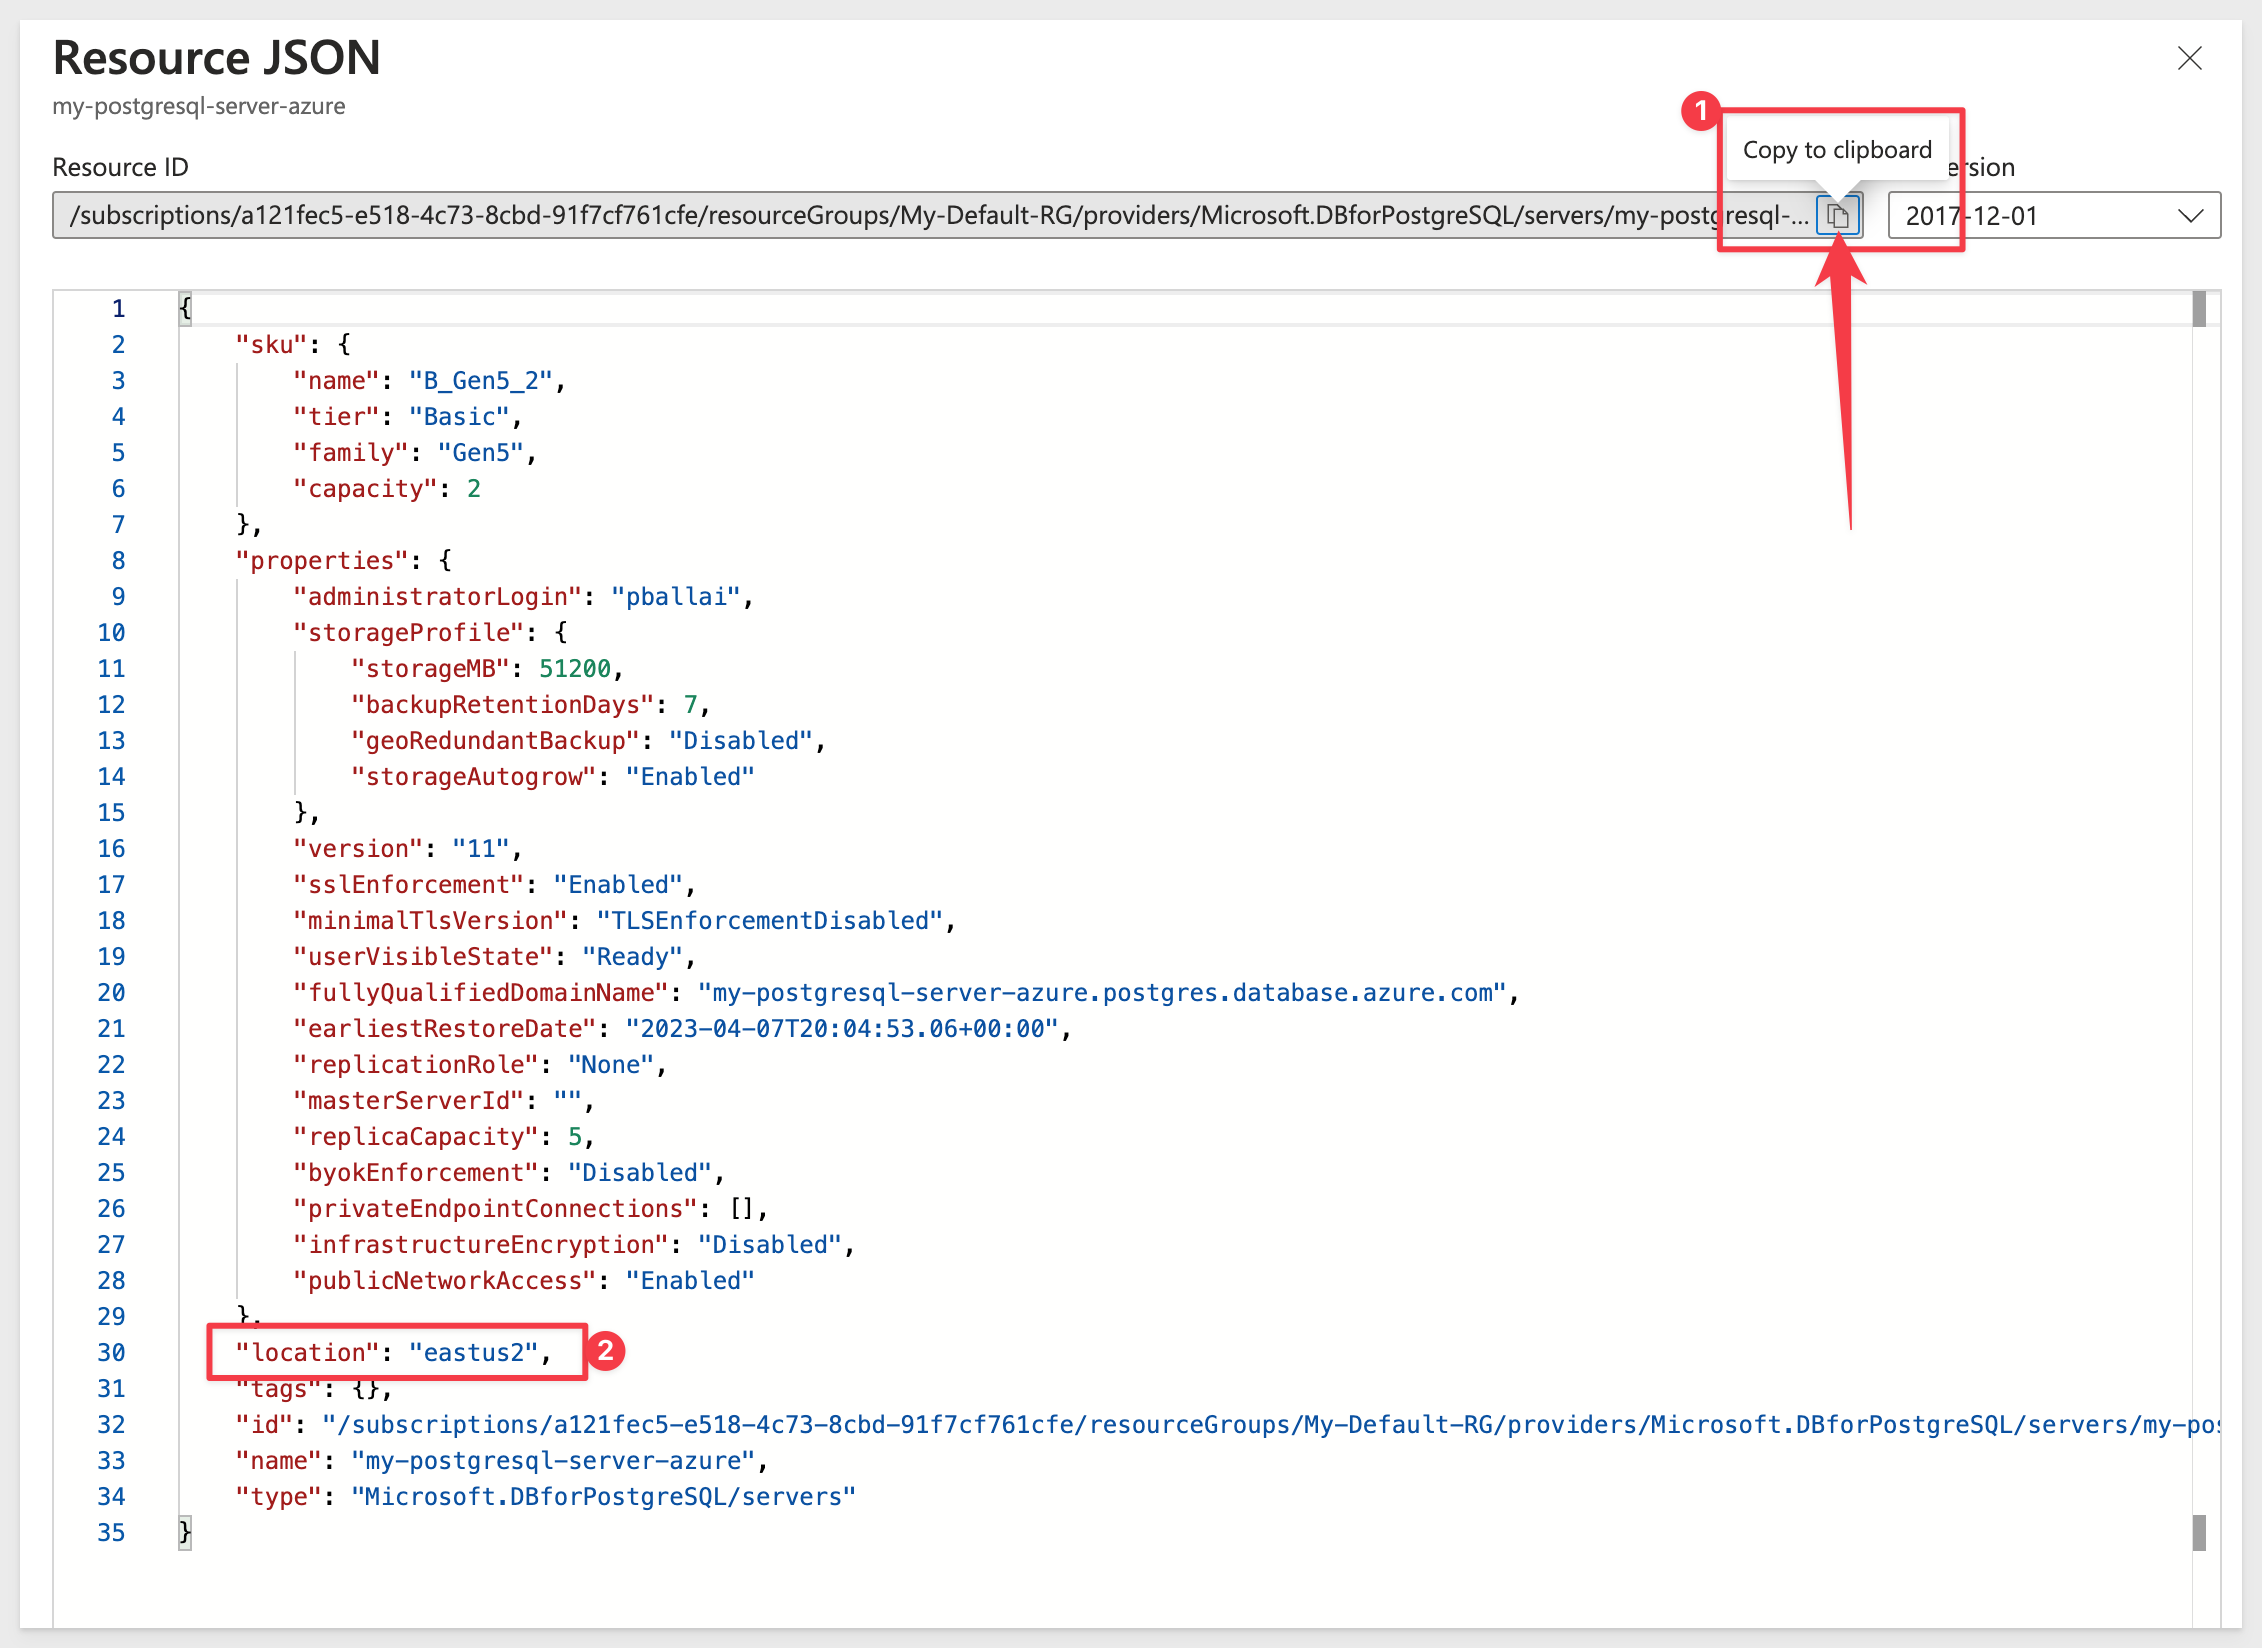 Resource JSON
my-postgresql-server-azure
1
Copy to clipboard
Resource ID
ersion
/subscriptions/a121fec5-e518-4c73-8cbd-91f7cf761cfe/resourceGroups/My-Default-RG/providers/Microsoft.DBforPostgreSQL/servers/my-postgresql-...
2017-12-01
1 {
2 "sku": {
3 "name": "B_Gen5_2",
4 "tier": "Basic",
5 "family": "Gen5",
6 "capacity": 2
7 },
8 "properties": {
9 "administratorLogin": "pballai",
10 "storageProfile": {
11 "storageMB": 51200,
12 "backupRetentionDays": 7,
13 "geoRedundantBackup": "Disabled",
14 "storageAutogrow": "Enabled"
15 },
16 "version": "11",
17 "sslEnforcement": "Enabled",
18 "minimalTlsVersion": "TLSEnforcementDisabled",
19 "userVisibleState": "Ready",
20 "fullyQualifiedDomainName": "my-postgresql-server-azure.postgres.database.azure.com",
21 "earliestRestoreDate": "2023-04-07T20:04:53.06+00:00",
22 "replicationRole": "None",
23 "masterServerId": "",
24 "replicaCapacity": 5,
25 "byokEnforcement": "Disabled",
26 "privateEndpointConnections": [],
27 "infrastructureEncryption": "Disabled",
28 "publicNetworkAccess": "Enabled"
29 },
30 "location": "eastus2", 2
31 "tags": {},
32 "id": "/subscriptions/a121fec5-e518-4c73-8cbd-91f7cf761cfe/resourceGroups/My-Default-RG/providers/Microsoft.DBforPostgreSQL/servers/my-pos
33 "name": "my-postgresql-server-azure",
34 "type": "Microsoft.DBforPostgreSQL/servers"
35 }